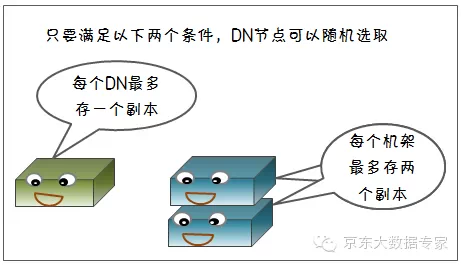 只要满足以下两个条件，DN节点可以随机选取
每个DN最多
存一个副本
每个机架
最多存两
个副本
京东大数据专家